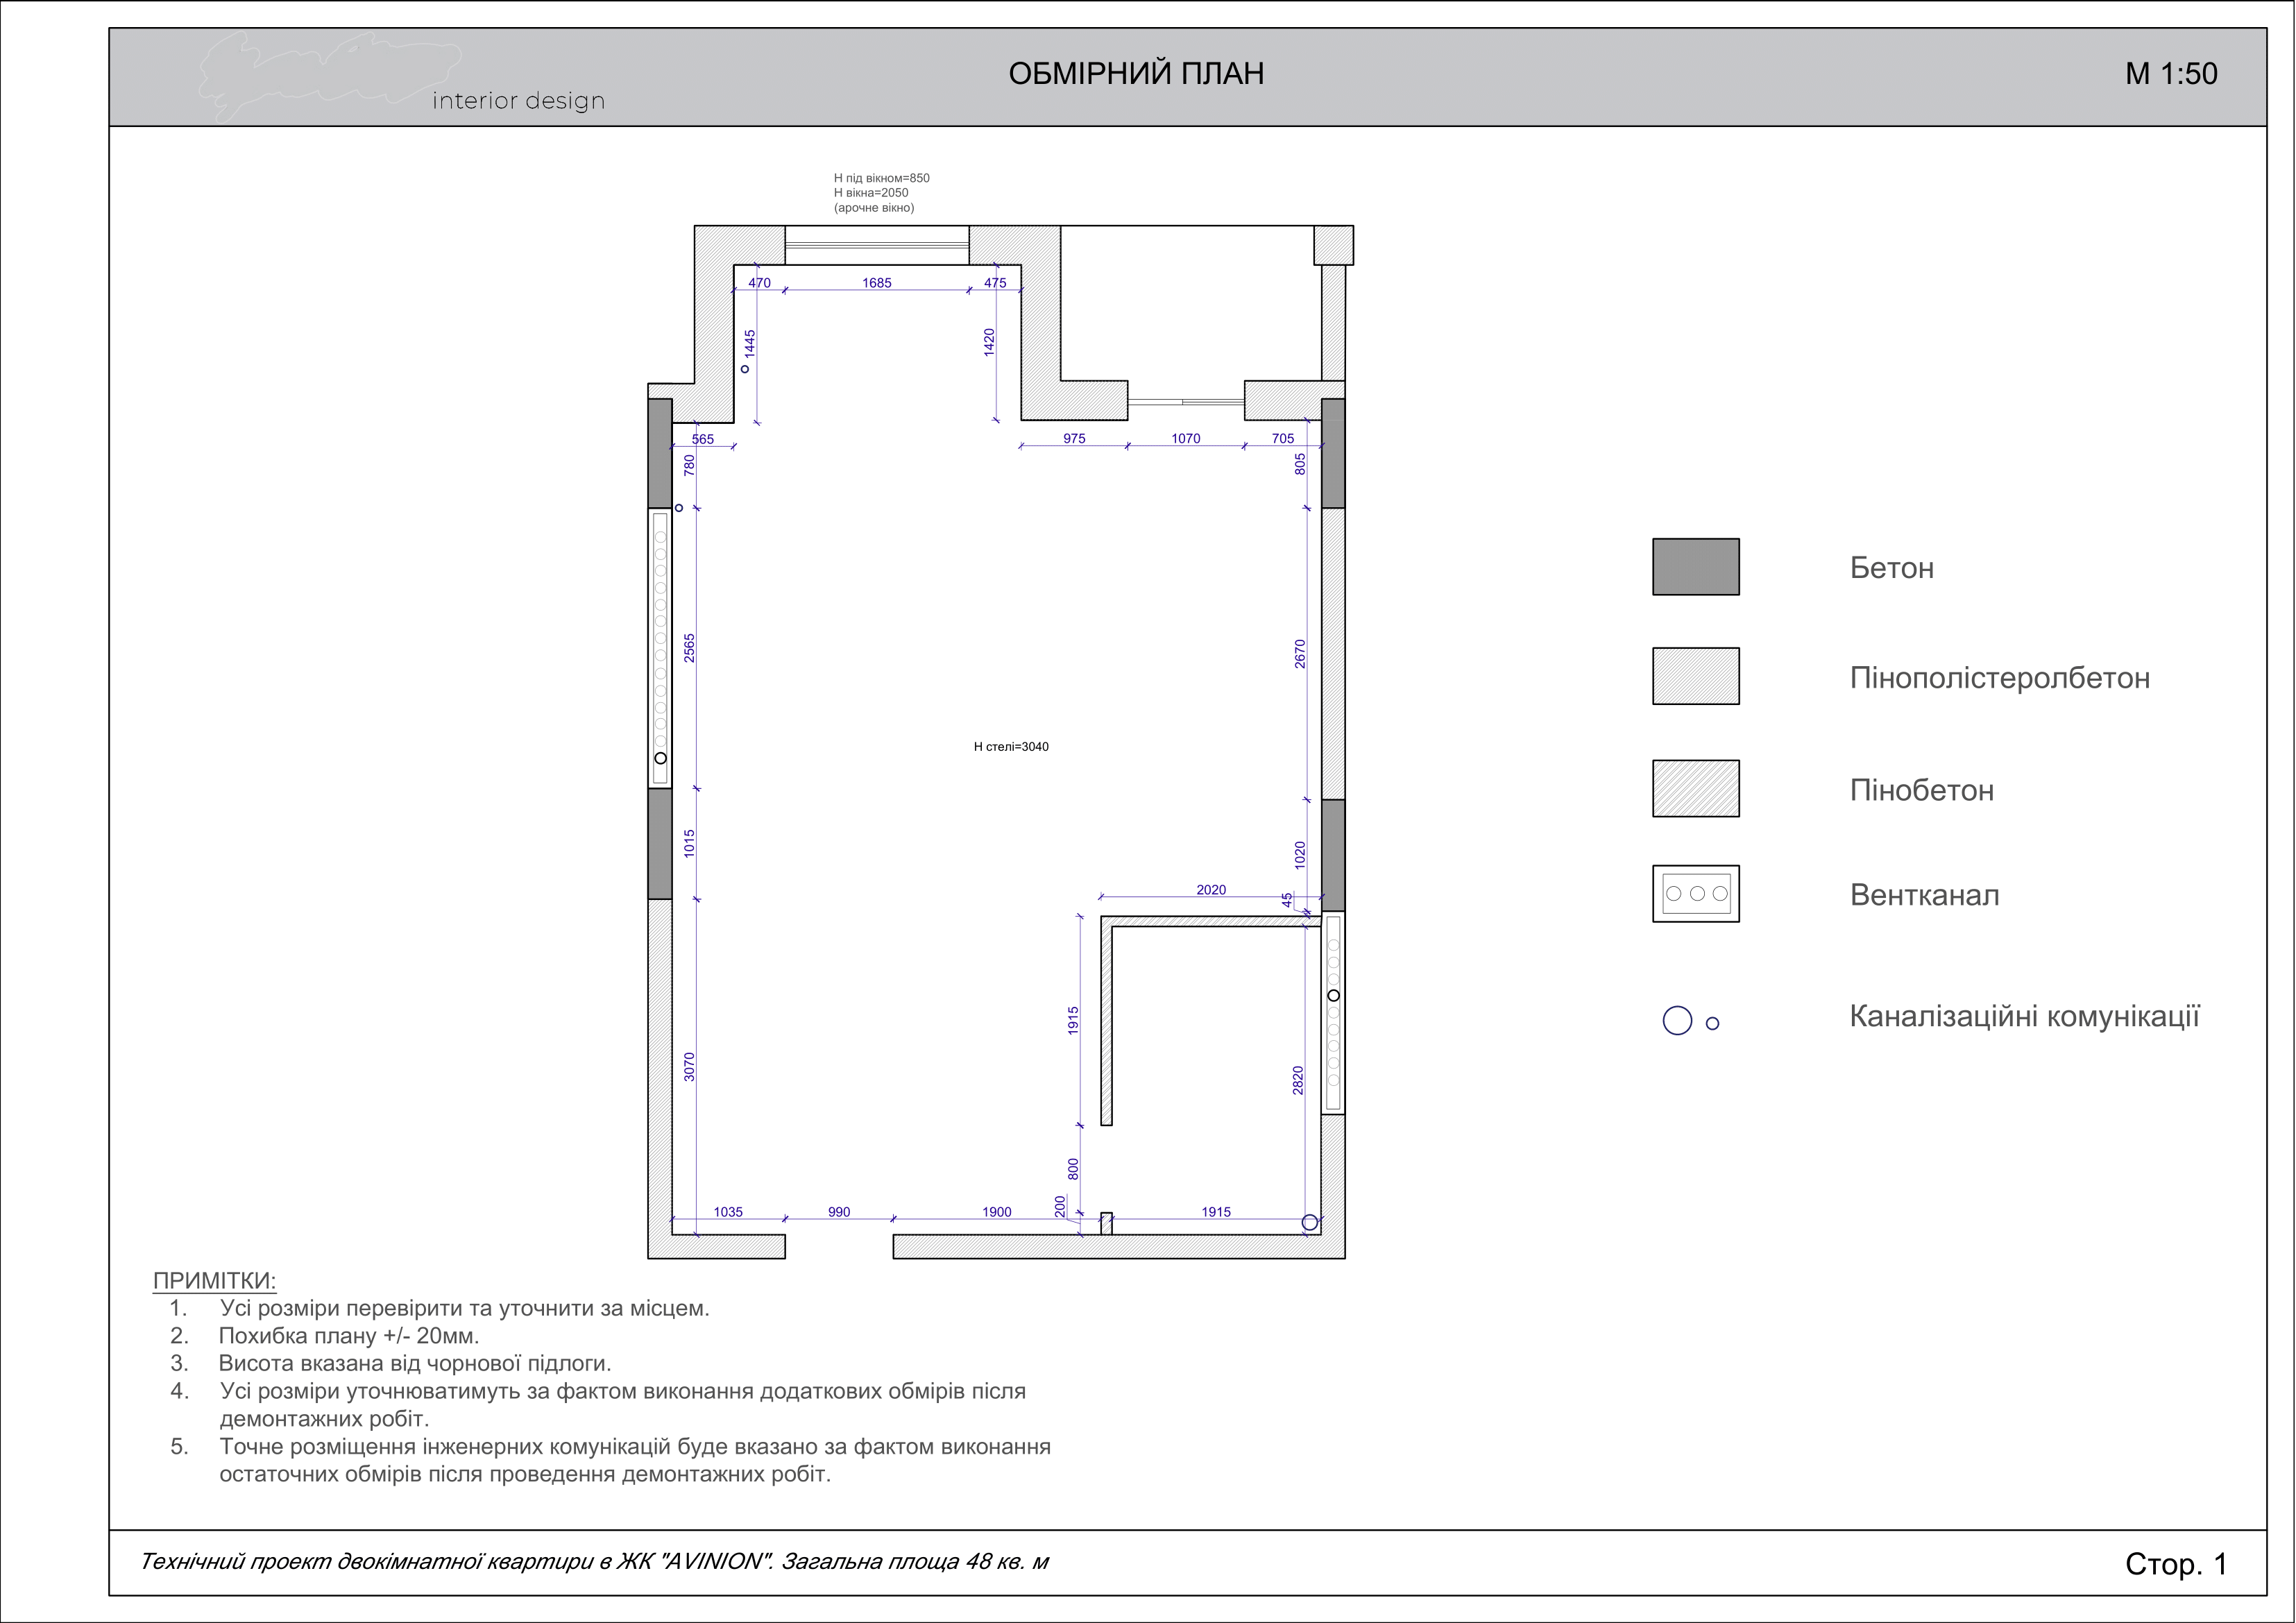 interior design
ОБМІРНИЙ ПЛАН
М 1:50
Н під вікном=850
Н вікна=2050
(арочне вікно)
470
1685
475
1445
1420
565
780
975
1070
705
805
2565
2670
Н стелі=3040
1015
1020
2020
45
1915
3070
2820
800
200
1035
990
1900
1915
Бетон
Пінополістеролбетон
Пінобетон
Вентканал
Каналізаційні комунікації
ПРИМІТКИ:
1. Усі розміри перевірити та уточнити за місцем.
2. Похибка плану +/- 20мм.
3. Висота вказана від чорнової підлоги.
4. Усі розміри уточнюватимуть за фактом виконання додаткових обмірів після
демонтажних робіт.
5. Точне розміщення інженерних комунікацій буде вказано за фактом виконання
остаточних обмірів після проведення демонтажних робіт.
Технічний проект двокімнатної квартири в ЖК "AVINION". Загальна площа 48 кв. м
Стор. 1